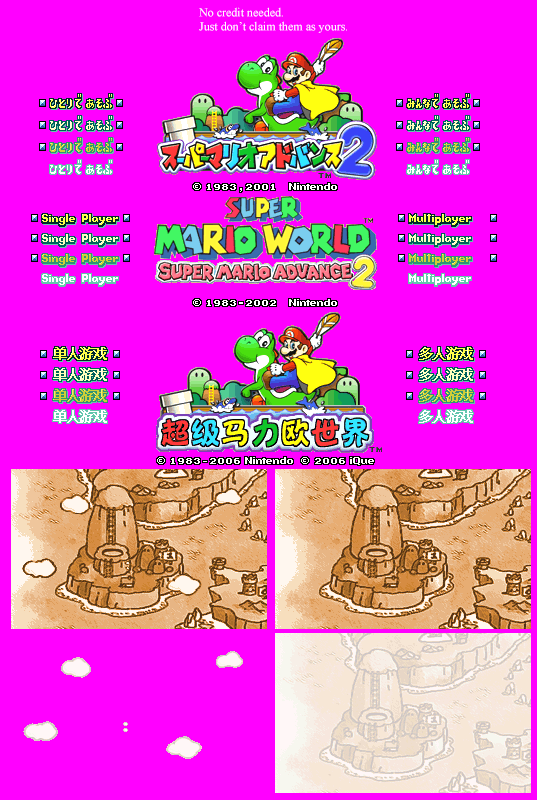 No credit needed.
Just don't claim them as yours.
ひとりで あそぶ
ひとりで あそぶ
ひとりで あそぶ
ひとりで あそぶ
スーパーマリオアドバンス2
TM
みんなで あそぶ
みんなで あそぶ
みんなで あそぶ
みんなで あそぶ
© 1983,2001 Nintendo
Single Player
Single Player
Single Player
Single Player
SUPER
MARIO WORLD
TM
SUPER MARIO ADVANCE 2
Multiplayer
Multiplayer
Multiplayer
Multiplayer
© 1983-2002 Nintendo
单人游戏
单人游戏
单人游戏
单人游戏
超级马力欧世界
TM
多人游戏
多人游戏
多人游戏
多人游戏
© 1983-2006 Nintendo © 2006 iQue